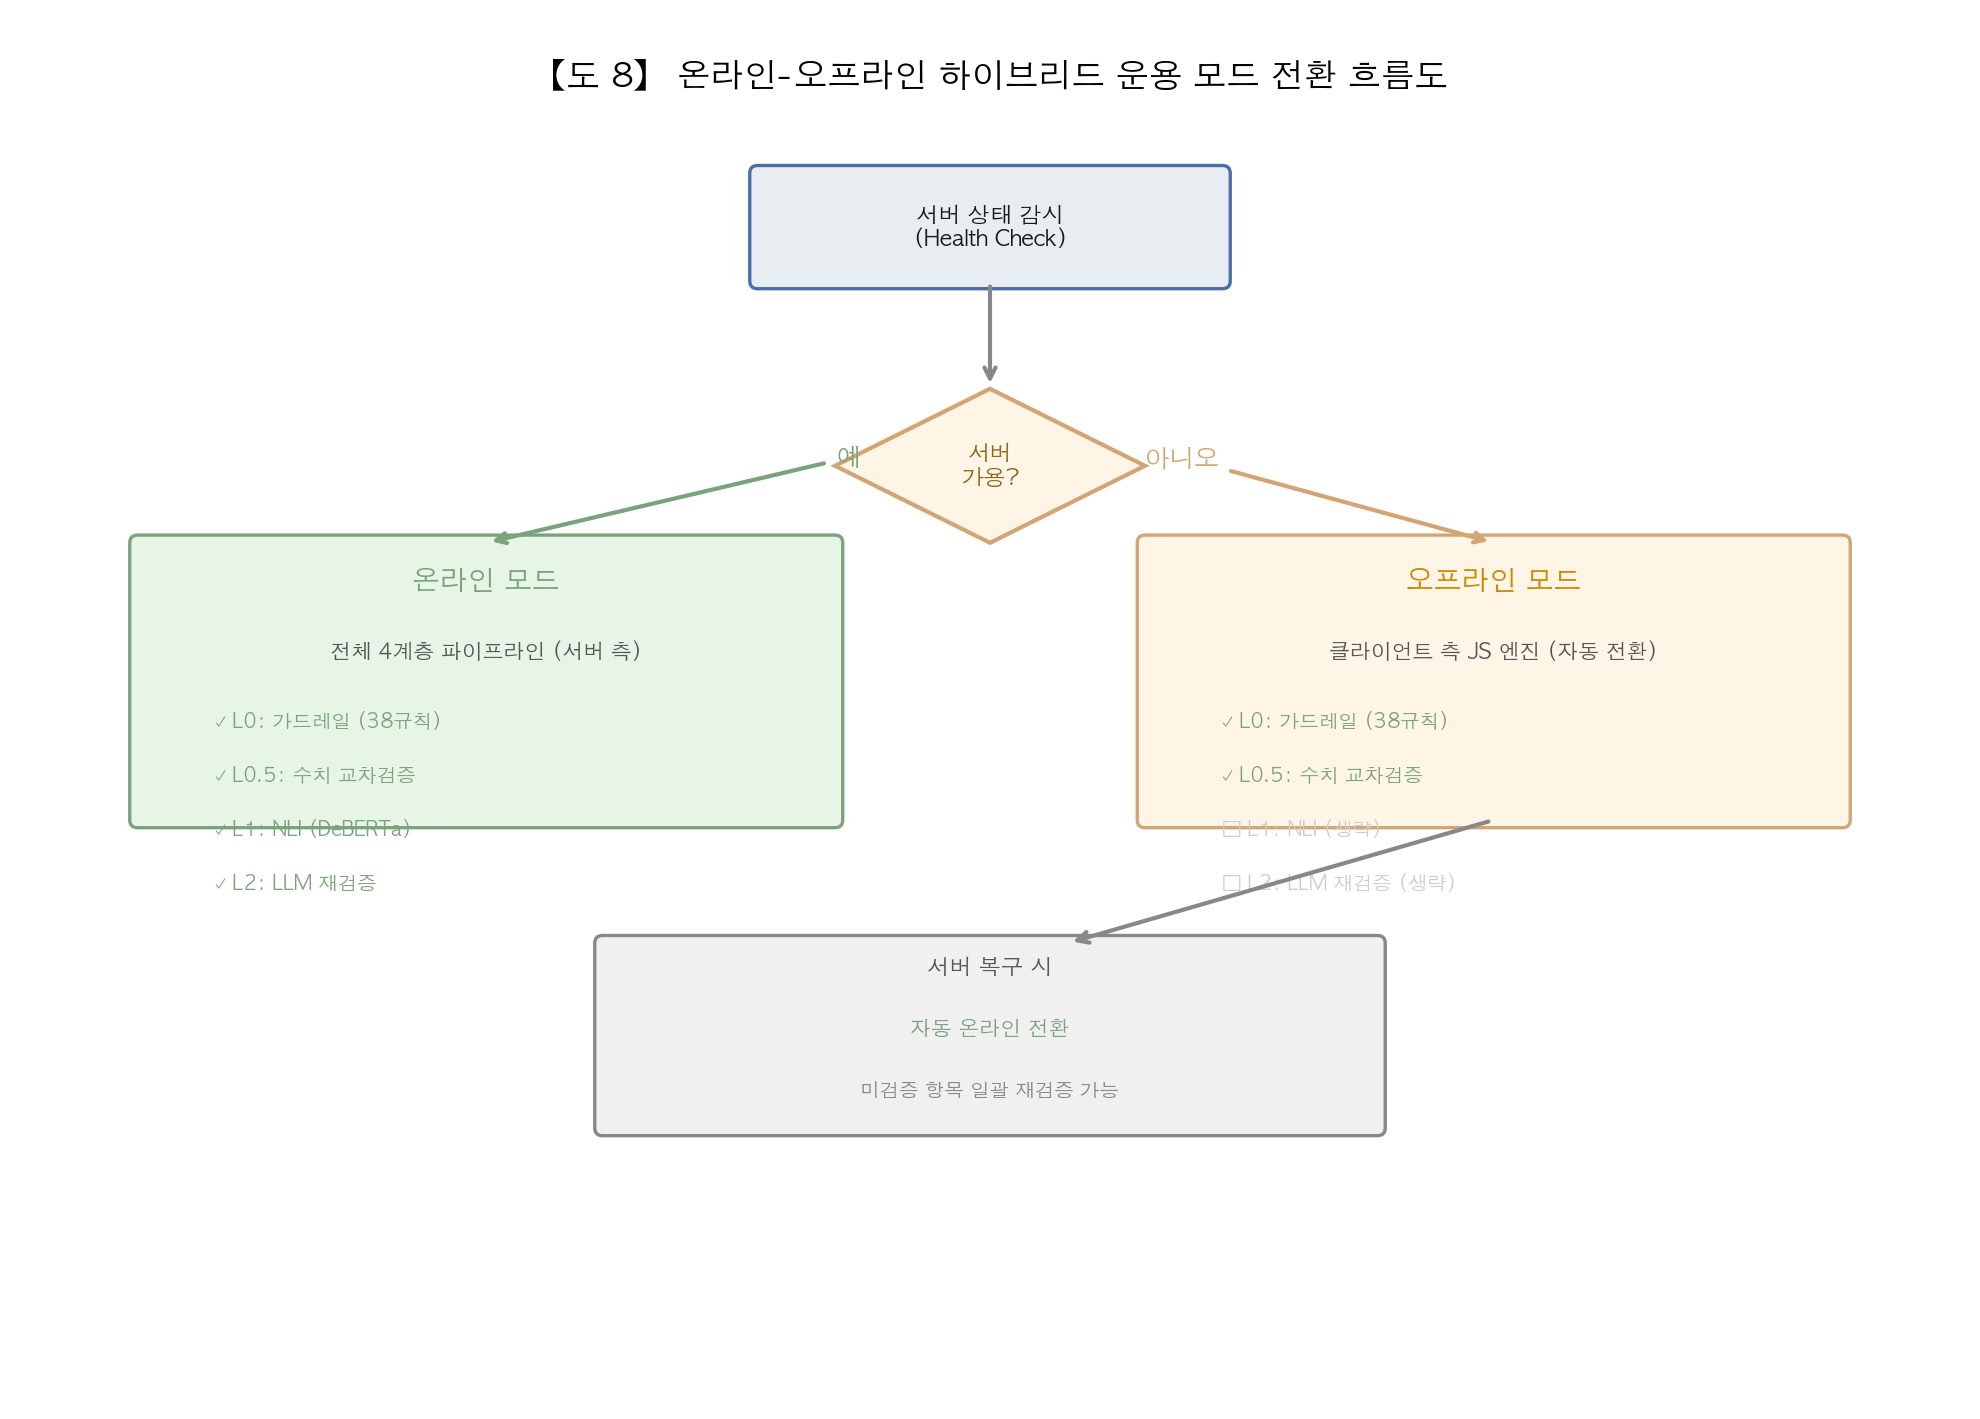 【도 8】 온라인-오프라인 하이브리드 운용 모드 전환 흐름도
서버 상태 감시
(Health Check)
서버
가용?
예
아니오
온라인 모드
전체 4계층 파이프라인 (서버 측)
✓ L0: 가드레일 (38규칙)
✓ L0.5: 수치 교차검증
✓ L1: NLI (DeBERTa)
✓ L2: LLM 재검증
오프라인 모드
클라이언트 측 JS 엔진 (자동 전환)
✓ L0: 가드레일 (38규칙)
✓ L0.5: 수치 교차검증
□ L1: NLI (생략)
□ L2: LLM 재검증 (생략)
서버 복구 시
자동 온라인 전환
미검증 항목 일괄 재검증 가능